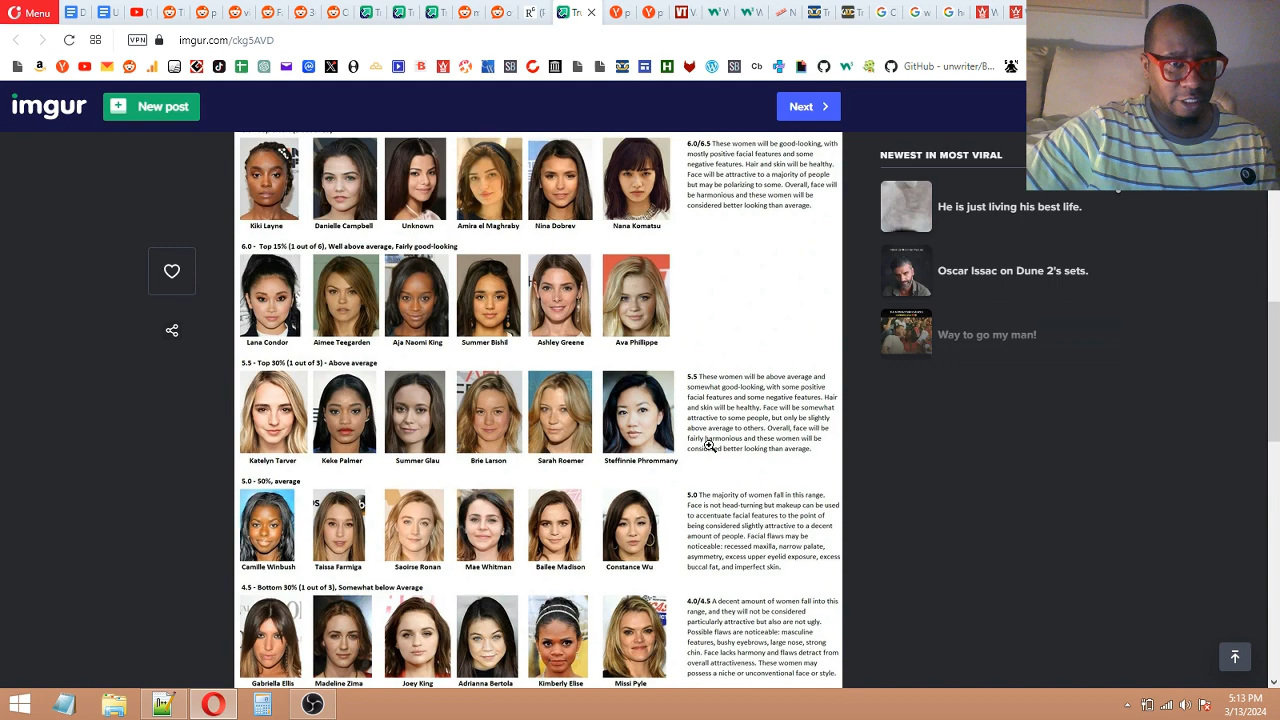 Menu
imgur.com/ckg5AVD
VPN
GitHub - unwriter/B...
imgur
New post
Next
6.0/6.5 These women will be good-looking, with
mostly positive facial features and some
negative features. Hair and skin will be healthy.
Face will be attractive to a majority of people
but may be polarizing to some. Overall, face will
be harmonious and these women will be
considered better looking than average.
Kiki Layne Danielle Campbell Unknown Amira el Maghraby Nina Dobrev Nana Komatsu
6.0 - Top 15% (1 out of 6), Well above average, Fairly good-looking
Lana Condor Aimee Teegarden Aja Naomi King Summer Bishil Ashley Greene Ava Phillippe
5.5 - Top 30% (1 out of 3) - Above average
5.5 These women will be above average and
somewhat good-looking, with some positive
facial features and some negative features. Hair
and skin will be healthy. Face will be somewhat
attractive to some people, but only be slightly
above average to others. Overall, face will be
fairly harmonious and these women will be
considered better looking than average.
Katelyn Tarver Keke Palmer Summer Glau Brie Larson Sarah Roemer Steffinnie Phrommany
5.0 - 50%, average
5.0 The majority of women fall in this range.
Face is not head-turning but makeup can be used
to accentuate facial features to the point of
being considered slightly attractive to a decent
amount of people. Facial flaws may be
noticeable: recessed maxilla, narrow palate,
asymmetry, excess upper eyelid exposure, excess
buccal fat, and imperfect skin.
Camille Winbush Taissa Farmiga Saoirse Ronan Mae Whitman Bailee Madison Constance Wu
4.5 - Bottom 30% (1 out of 3), Somewhat below Average
4.0/4.5 A decent amount of women fall into this
range, and they will not be considered
particularly attractive but also are not ugly.
Possible flaws are noticeable: masculine
features, bushy eyebrows, large nose, strong
chin. Face lacks harmony and flaws detract from
overall attractiveness. These women may
possess a niche or unconventional face or style.
Gabriella Ellis Madeline Zima Joey King Adrianna Bertola Kimberly Elise Missi Pyle
NEWEST IN MOST VIRAL
He is just living his best life.
Oscar Issac on Dune 2's sets.
Way to go my man!
5:13 PM
3/13/2024